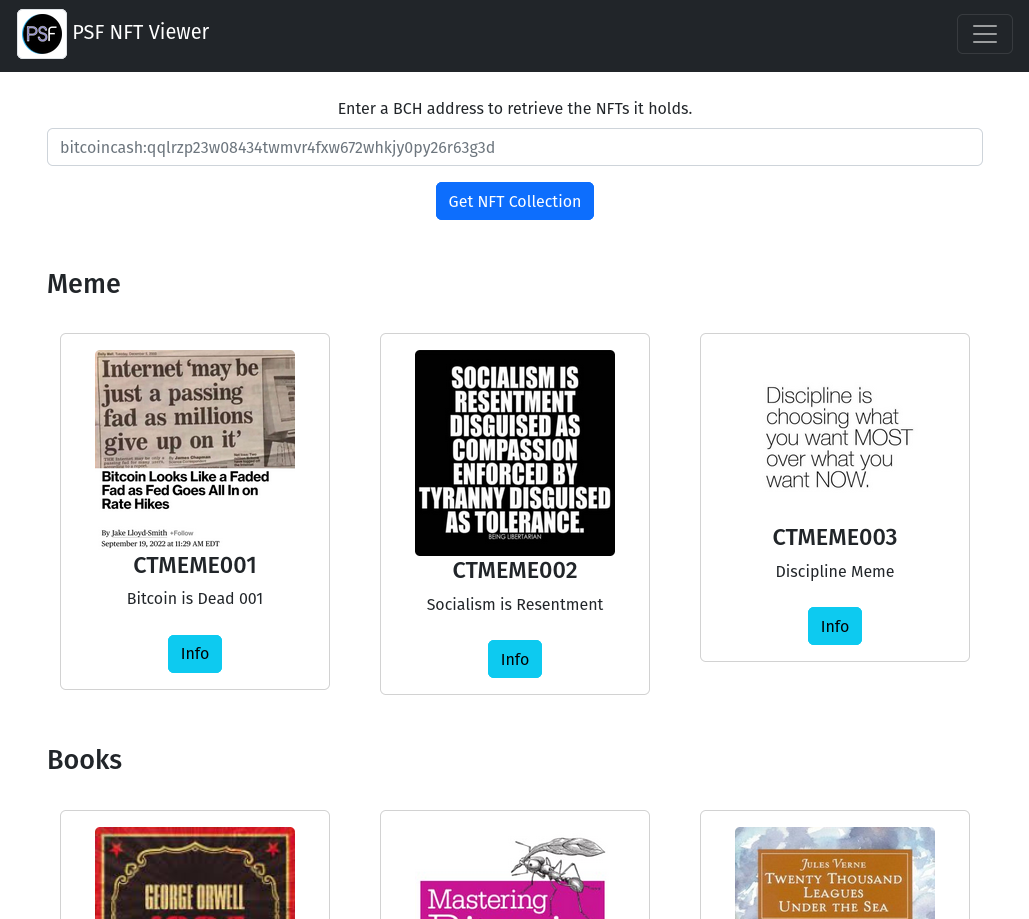 PSF PSF NFT Viewer
Enter a BCH address to retrieve the NFTs it holds.
bitcoincash:qqlrzp23w08434twmvr4fxw672whkjy0py26r63g3d
Get NFT Collection
Meme
Internet ‘may be
just a passing
fad as millions
give up on it’
By James Chapman
Bitcoin Looks Like a Faded
Fad as Fed Goes All In on
Rate Hikes
By Jake Lloyd-Smith +Follow
September 19, 2022 at 11:29 AM EDT
CTMEME001
Bitcoin is Dead 001
Info
SOCIALISM IS
RESENTMENT
DISGUISED AS
COMPASSION
ENFORCED BY
TYRANNY DISGUISED
AS TOLERANCE.
BEING LIBERTARIAN
CTMEME002
Socialism is Resentment
Info
Discipline is
choosing what
you want MOST
over what you
want NOW.
CTMEME003
Discipline Meme
Info
Books
GEORGE ORWELL
Mastering
JULES VERNE
TWENTY THOUSAND
LEAGUES
UNDER THE SEA